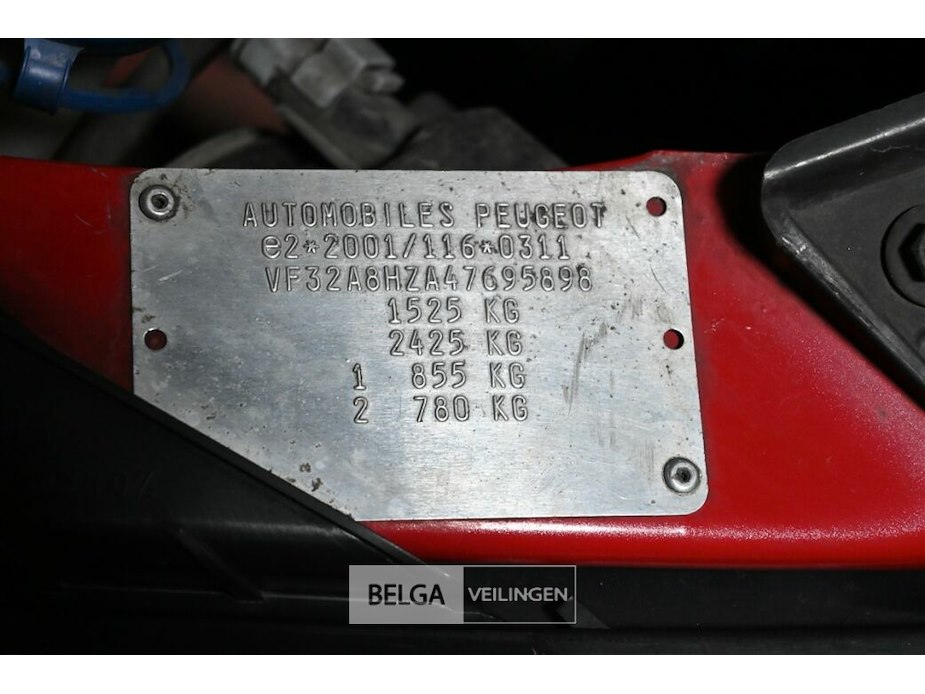 AUTOMOBILES PEUGEOT
e2*2001/116*0311
VF32A8HZA47695898
1525 KG
2425 KG
1 855 KG
2 780 KG
BELGA VEILINGEN